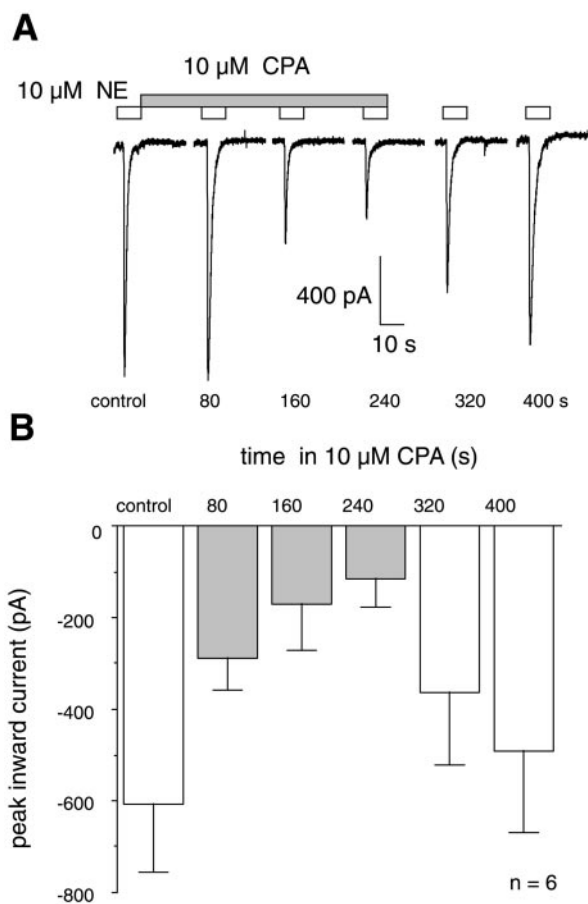 A
10 µM CPA
10 µM NE
400 pA
10 s
control 80 160 240 320 400 s
B
time in 10 µM CPA (s)
control 80 160 240 320 400
0
-200
-400
-600
-800
peak inward current (pA)
n = 6